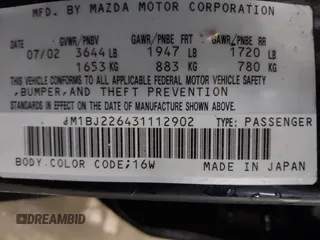 MFD. BY MAZDA MOTOR CORPORATION
GVWR/PNBV GAWR/PNBE FRT GAWR/PNBE RR
07/02 3644 LB 1947 LB 1720 LB
1653 KG 883 KG 780 KG
THIS VEHICLE CONFORMS TO ALL APPLICABLE FEDERAL MOTOR VEHICLE SAFETY
, BUMPER, AND THEFT PREVENTION
STANDARDS IN EFFECT ON THE DATE OF MANUFACTURE SHOWN ABOVE.
JM1BJ226431112902 TYPE: PASSENGER
BODY COLOR CODE;16W MADE IN JAPAN
DREAMBID